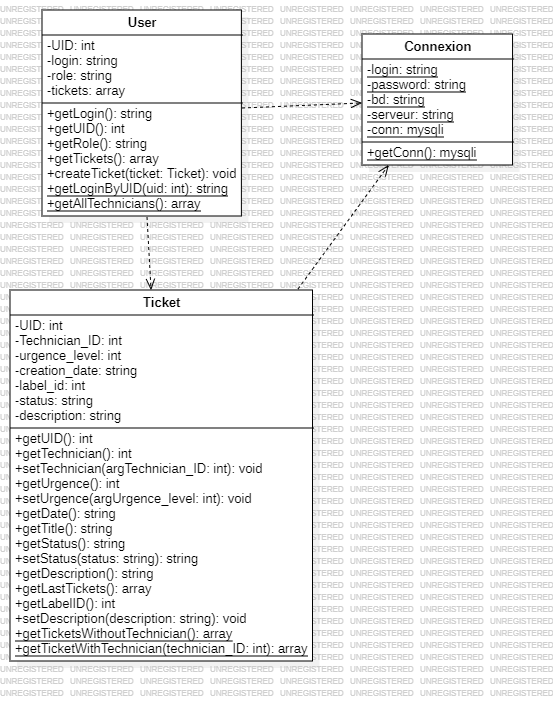 User
-UID: int
-login: string
-role: string
-tickets: array
+getLogin(): string
+getUID(): int
+getRole(): string
+getTickets(): array
+createTicket(ticket: Ticket): void
+getLoginByUID(uid: int): string
+getAllTechnicians(): array
Connexion
-login: string
-password: string
-bd: string
-serveur: string
-conn: mysqli
+getConn(): mysqli
Ticket
-UID: int
-Technician_ID: int
-urgence_level: int
-creation_date: string
-label_id: int
-status: string
-description: string
+getUID(): int
+getTechnician(): int
+setTechnician(argTechnician_ID: int): void
+getUrgence(): int
+setUrgence(argUrgence_level: int): void
+getDate(): string
+getTitle(): string
+getStatus(): string
+setStatus(status: string): string
+getDescription(): string
+getLastTickets(): array
+getLabelID(): int
+setDescription(description: string): void
+getTicketsWithoutTechnician(): array
+getTicketWithTechnician(technician_ID: int): array
UNREGISTERED